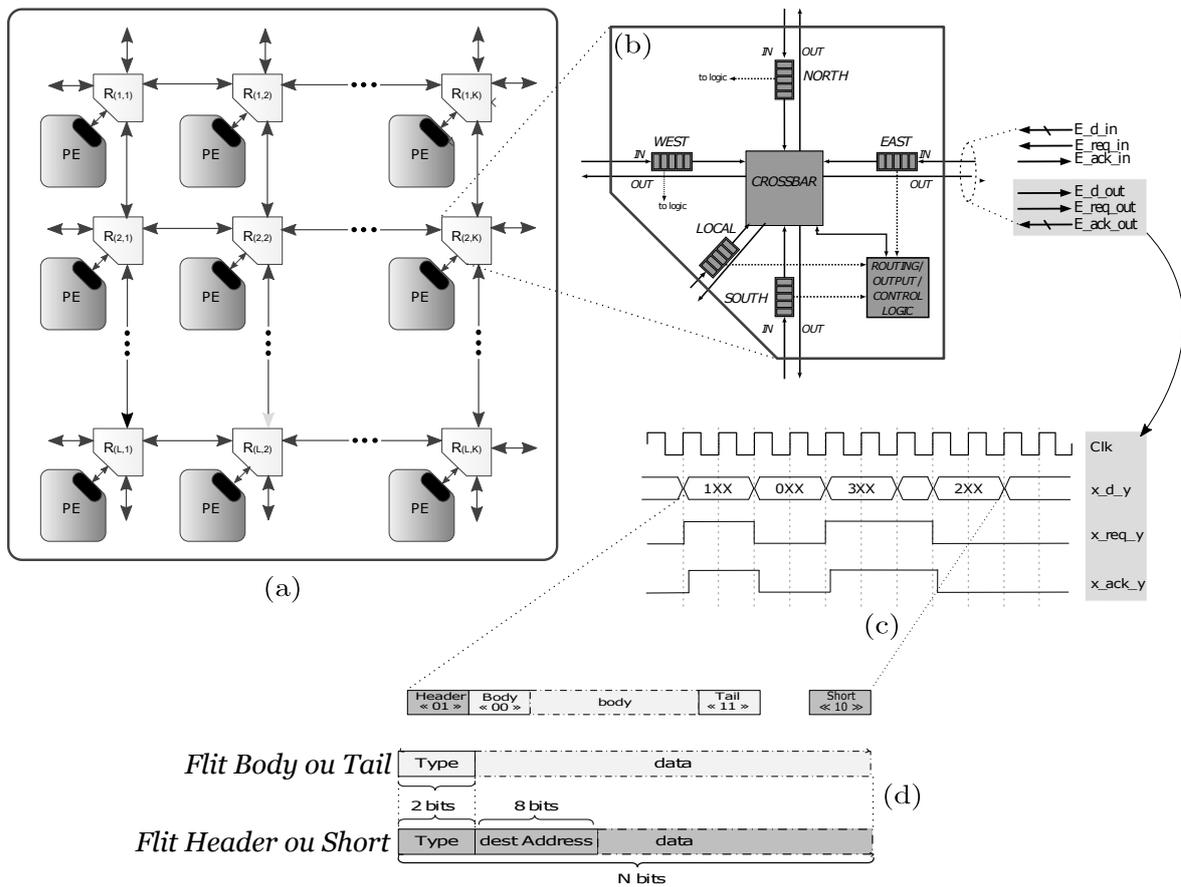 R(1,1)
R(1,2)
R(1,K)
PE
PE
PE
R(2,1)
R(2,2)
R(2,K)
PE
PE
PE
R(L,1)
R(L,2)
R(L,K)
PE
PE
PE
(a)
(b)
IN
OUT
to logic
NORTH
WEST
IN
OUT
to logic
EAST
IN
OUT
CROSSBAR
LOCAL
SOUTH
IN
OUT
ROUTING/
OUTPUT/
CONTROL
LOGIC
E_d_in
E_req_in
E_ack_in
E_d_out
E_req_out
E_ack_out
Clk
x_d_y
1XX
0XX
3XX
2XX
x_req_y
x_ack_y
(c)
Header
« 01 »
Body
« 00 »
body
Tail
« 11 »
Short
« 10 »
Flit Body ou Tail
Type
data
2 bits
8 bits
(d)
Flit Header ou Short
Type
dest Address
data
N bits